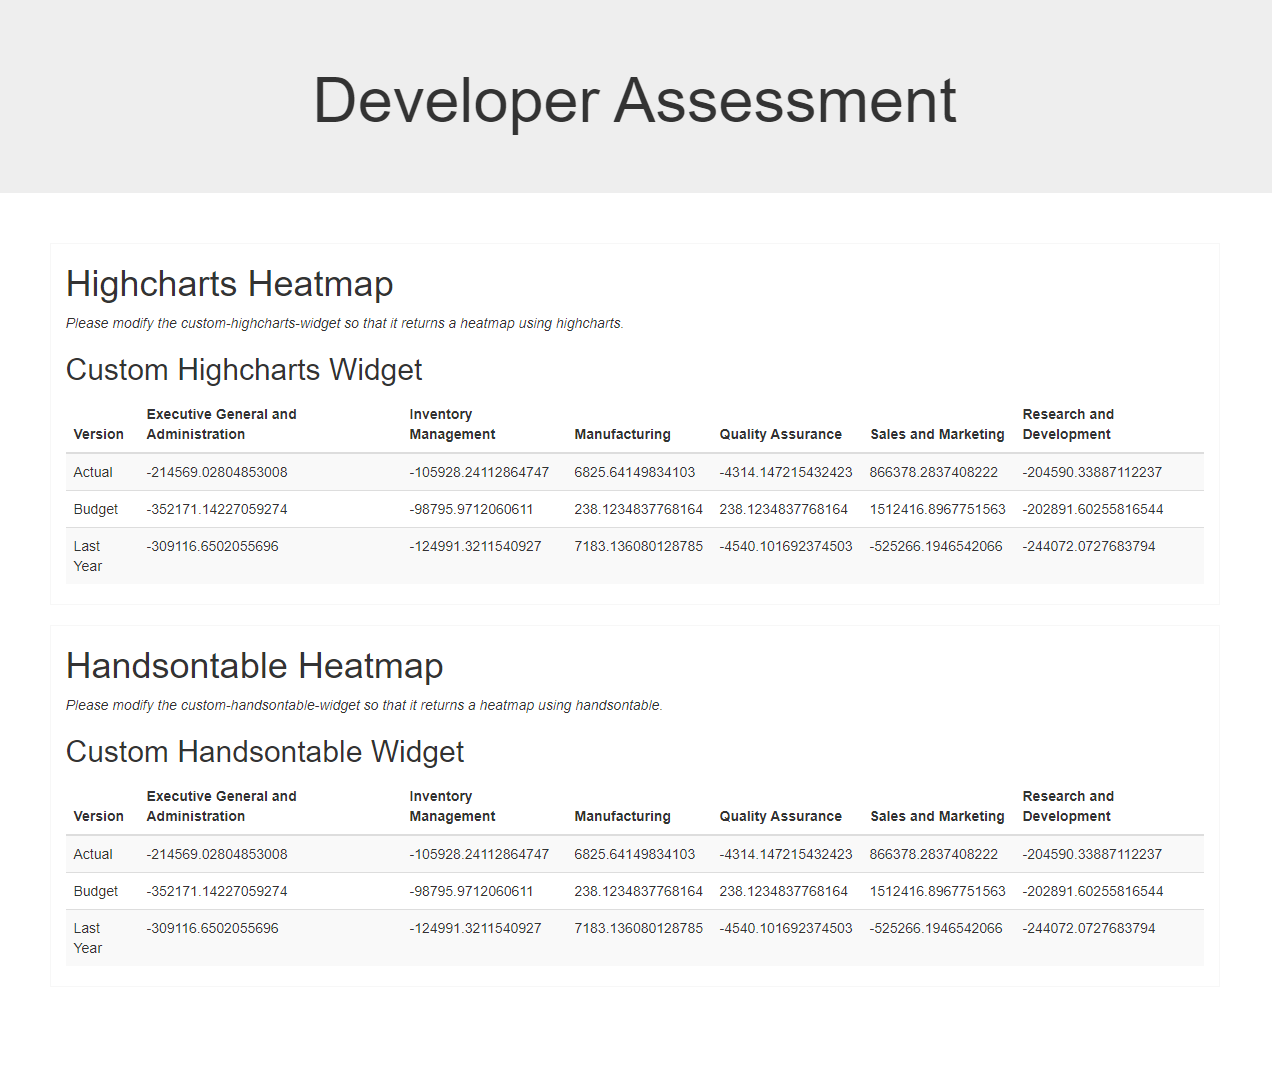 Developer Assessment
Highcharts Heatmap
Please modify the custom-highcharts-widget so that it returns a heatmap using highcharts.
Custom Highcharts Widget
Version Executive General and Administration Inventory Management Manufacturing Quality Assurance Sales and Marketing Research and Development
Actual -214569.02804853008 -105928.24112864747 6825.64149834103 -4314.147215432423 866378.2837408222 -204590.33887112237
Budget -352171.14227059274 -98795.9712060611 238.1234837768164 238.1234837768164 1512416.8967751563 -202891.60255816544
Last Year -309116.6502055696 -124991.3211540927 7183.136080128785 -4540.101692374503 -525266.1946542066 -244072.0727683794
Handsontable Heatmap
Please modify the custom-handsontable-widget so that it returns a heatmap using handsontable.
Custom Handsontable Widget
Version Executive General and Administration Inventory Management Manufacturing Quality Assurance Sales and Marketing Research and Development
Actual -214569.02804853008 -105928.24112864747 6825.64149834103 -4314.147215432423 866378.2837408222 -204590.33887112237
Budget -352171.14227059274 -98795.9712060611 238.1234837768164 238.1234837768164 1512416.8967751563 -202891.60255816544
Last Year -309116.6502055696 -124991.3211540927 7183.136080128785 -4540.101692374503 -525266.1946542066 -244072.0727683794